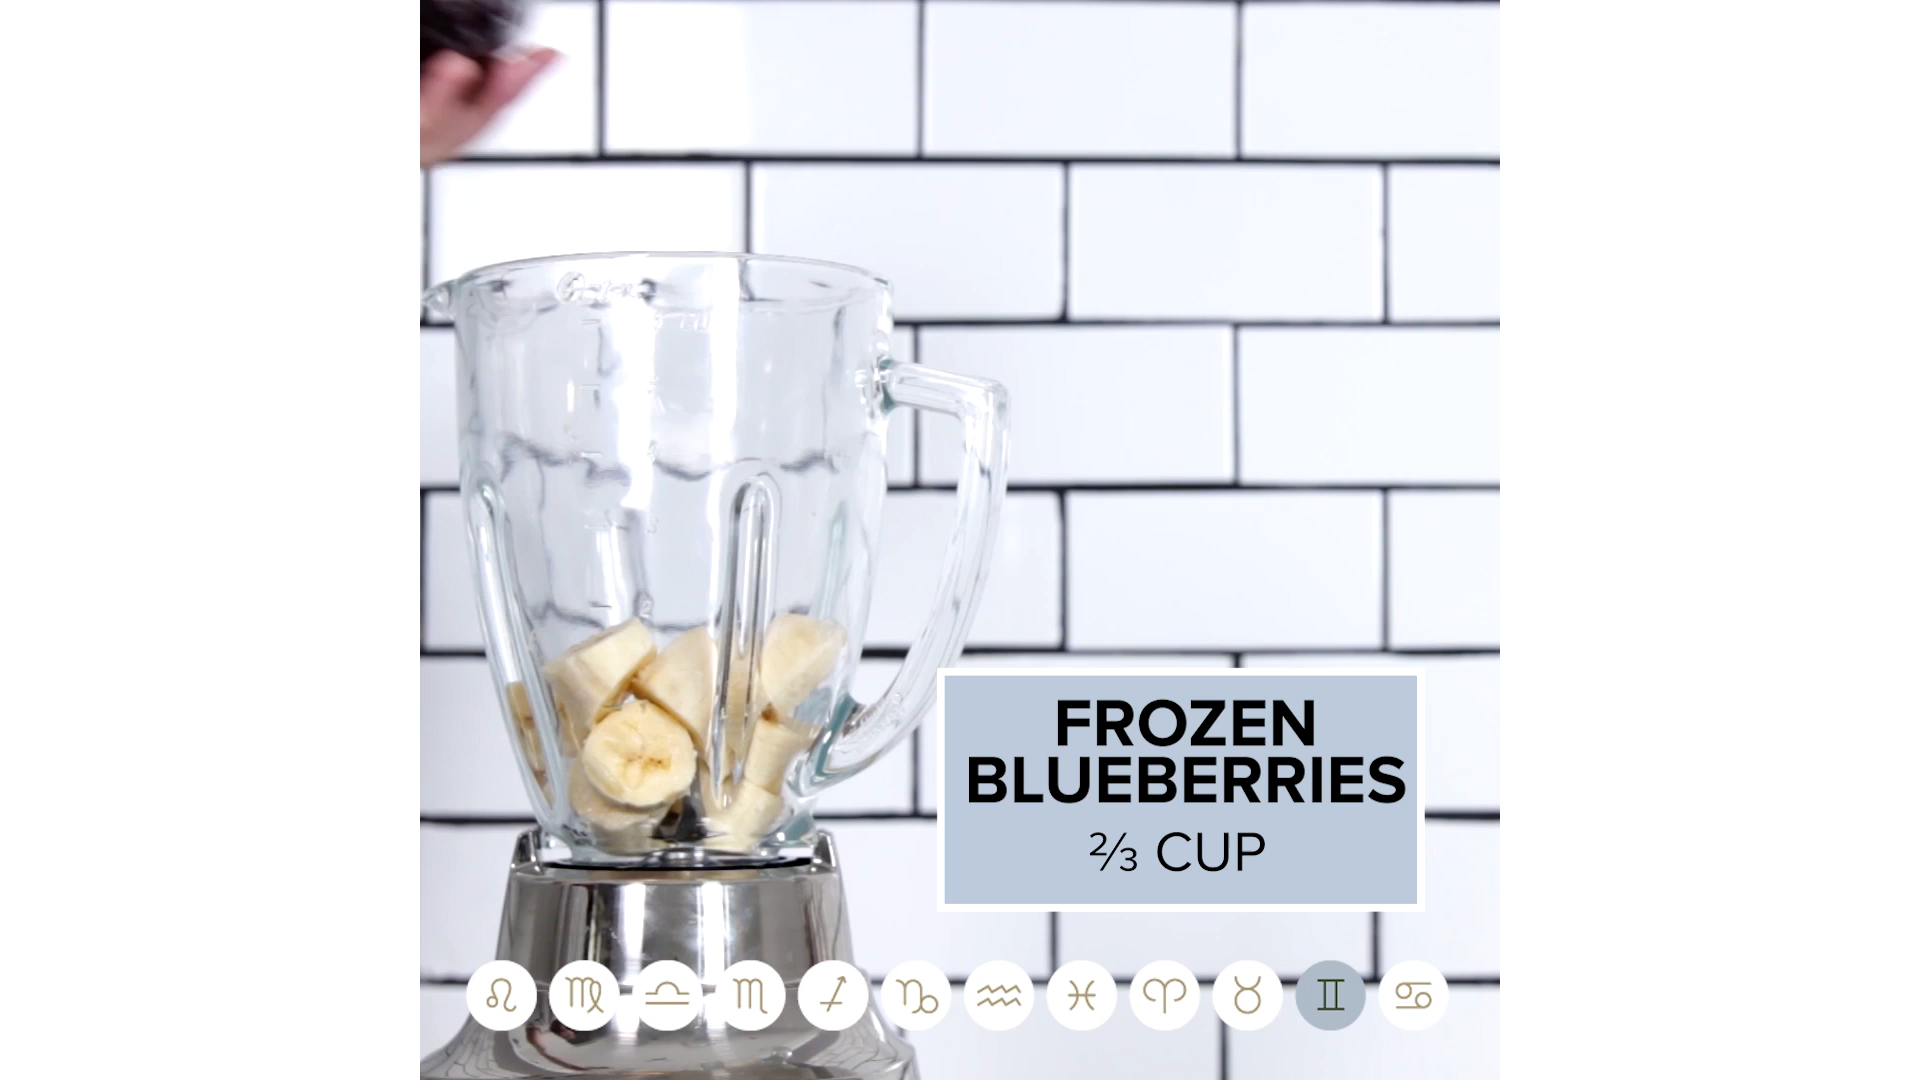 FROZEN
BLUEBERRIES
⅔ CUP
♌ ♍ ♎ ♏ ♐ ♑ ♒ ♓ ♈ ♉ ♊ ♋